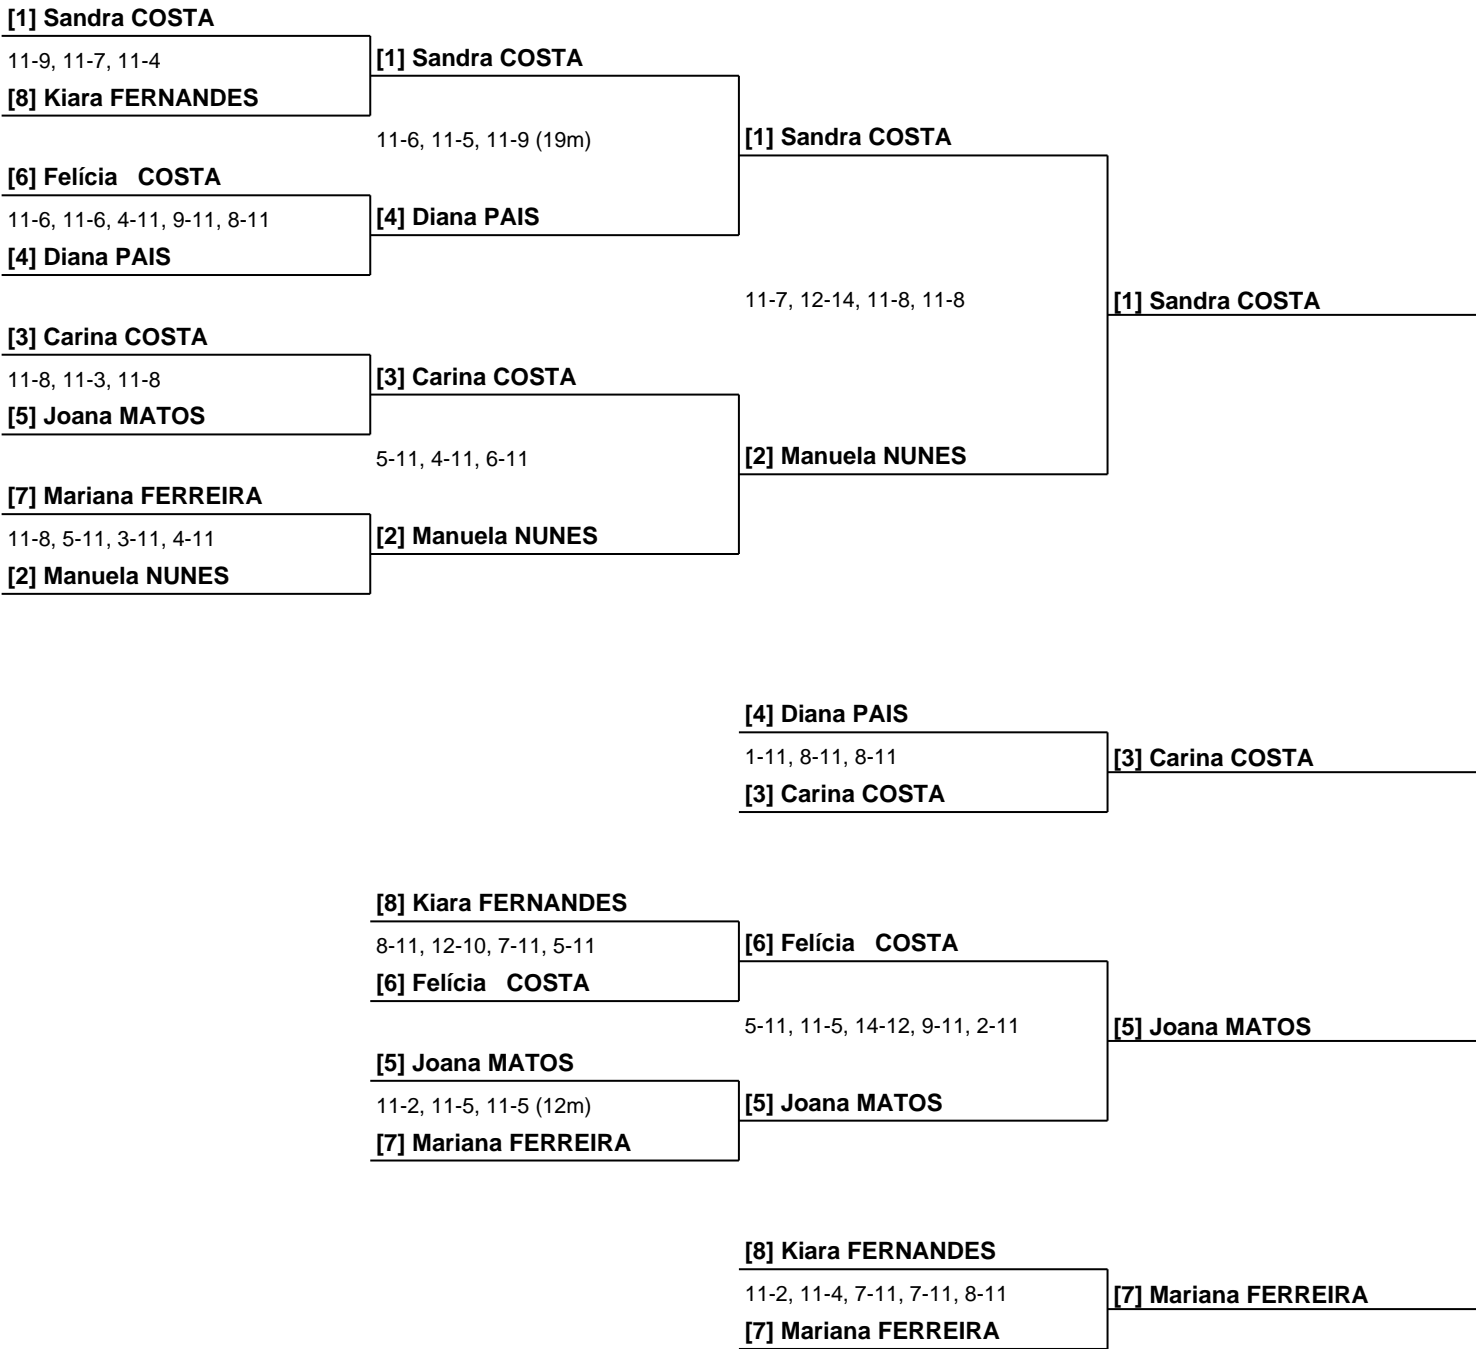 [1] Sandra COSTA
11-9, 11-7, 11-4
[8] Kiara FERNANDES
[6] Felícia COSTA
11-6, 11-6, 4-11, 9-11, 8-11
[4] Diana PAIS
[3] Carina COSTA
11-8, 11-3, 11-8
[5] Joana MATOS
[7] Mariana FERREIRA
11-8, 5-11, 3-11, 4-11
[2] Manuela NUNES
[1] Sandra COSTA
11-6, 11-5, 11-9 (19m)
[4] Diana PAIS
[3] Carina COSTA
5-11, 4-11, 6-11
[2] Manuela NUNES
[1] Sandra COSTA
11-7, 12-14, 11-8, 11-8
[2] Manuela NUNES
[1] Sandra COSTA
[4] Diana PAIS
1-11, 8-11, 8-11
[3] Carina COSTA
[3] Carina COSTA
[8] Kiara FERNANDES
8-11, 12-10, 7-11, 5-11
[6] Felícia COSTA
[5] Joana MATOS
11-2, 11-5, 11-5 (12m)
[7] Mariana FERREIRA
[6] Felícia COSTA
5-11, 11-5, 14-12, 9-11, 2-11
[5] Joana MATOS
[5] Joana MATOS
[8] Kiara FERNANDES
11-2, 11-4, 7-11, 7-11, 8-11
[7] Mariana FERREIRA
[7] Mariana FERREIRA